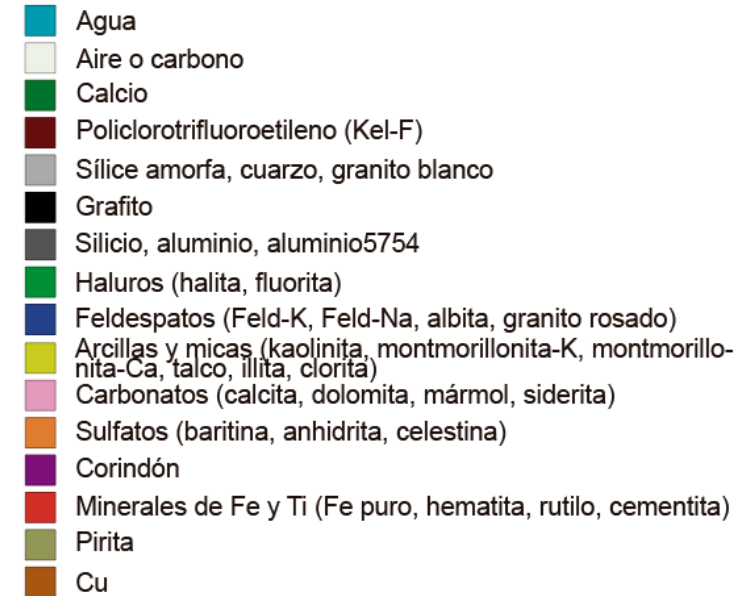 Agua
Aire o carbono
Calcio
Policlorotrifluoroetileno (Kel-F)
Sílice amorfa, cuarzo, granito blanco
Grafito
Silicio, aluminio, aluminio5754
Haluros (halita, fluorita)
Feldespatos (Feld-K, Feld-Na, albita, granito rosado)
Arcillas y micas (kaolinita, montmorillonita-K, montmorillo-
nita-Ca, talco, illita, clorita)
Carbonatos (calcita, dolomita, mármol, siderita)
Sulfatos (baritina, anhidrita, celestina)
Corindón
Minerales de Fe y Ti (Fe puro, hematita, rutilo, cementita)
Pirita
Cu